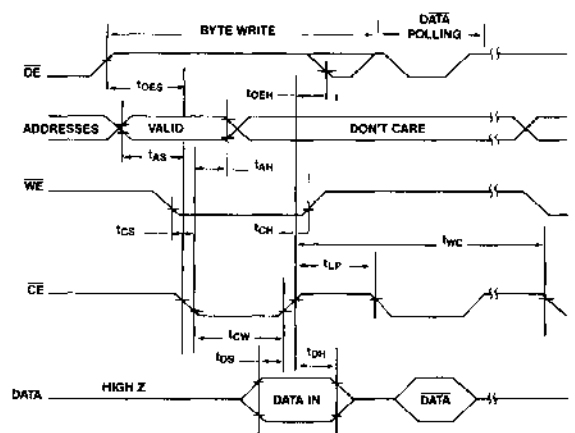 BYTE WRITE
DATA
POLLING
OE
tOES
tOEH
ADDRESSES
VALID
DON'T CARE
tAS
tAH
WE
tCS
tCH
tWC
tLP
CE
tCW
tDS
tDH
DATA
HIGH Z
DATA IN
DATA